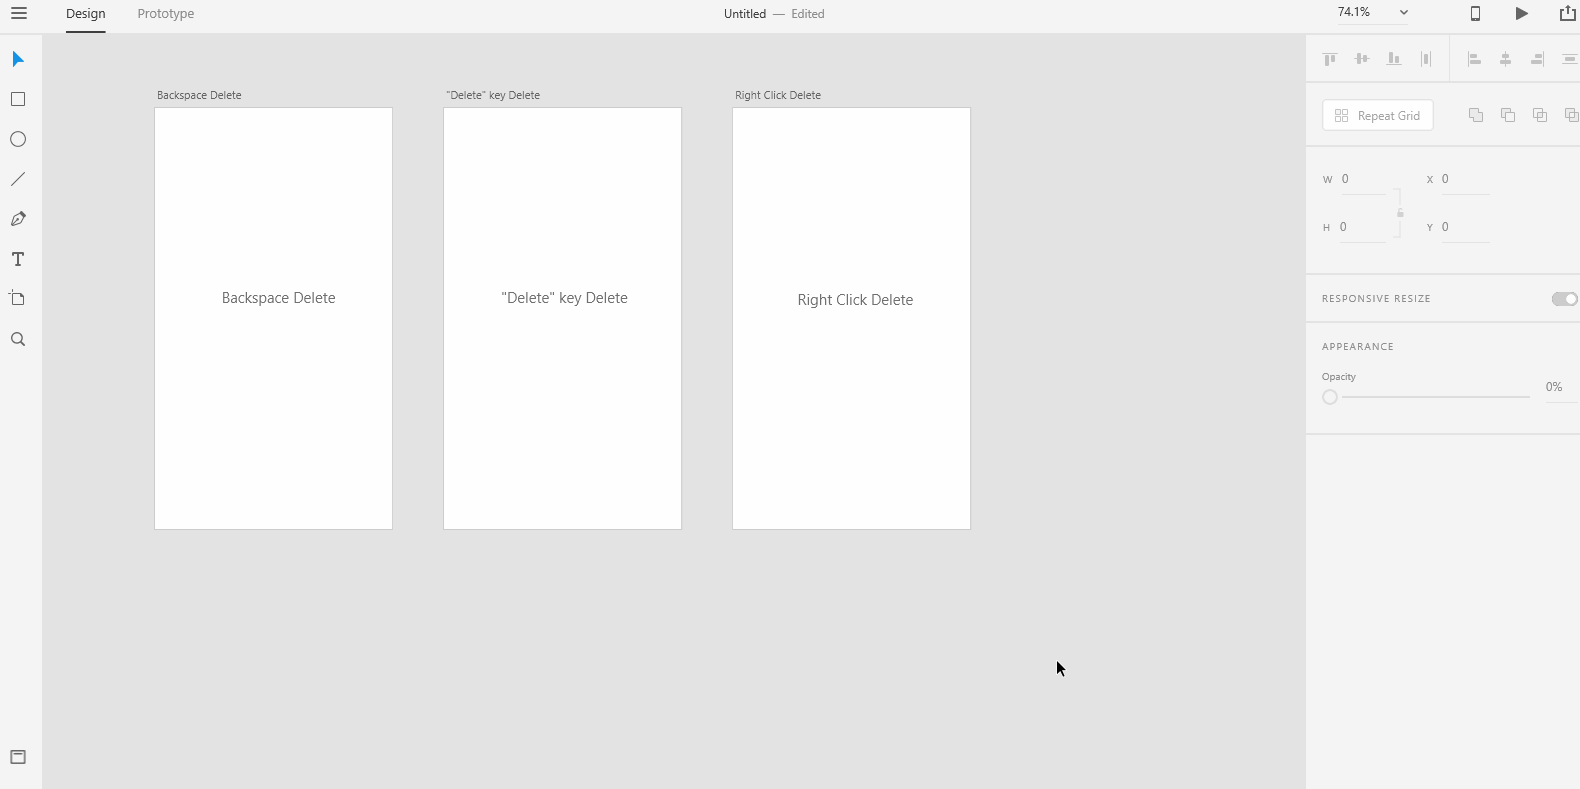 Design
Prototype
Untitled — Edited
74.1%
Backspace Delete
"Delete" key Delete
Right Click Delete
Backspace Delete
"Delete" key Delete
Right Click Delete
Repeat Grid
W 0
X 0
H 0
Y 0
RESPONSIVE RESIZE
APPEARANCE
Opacity
0%
T